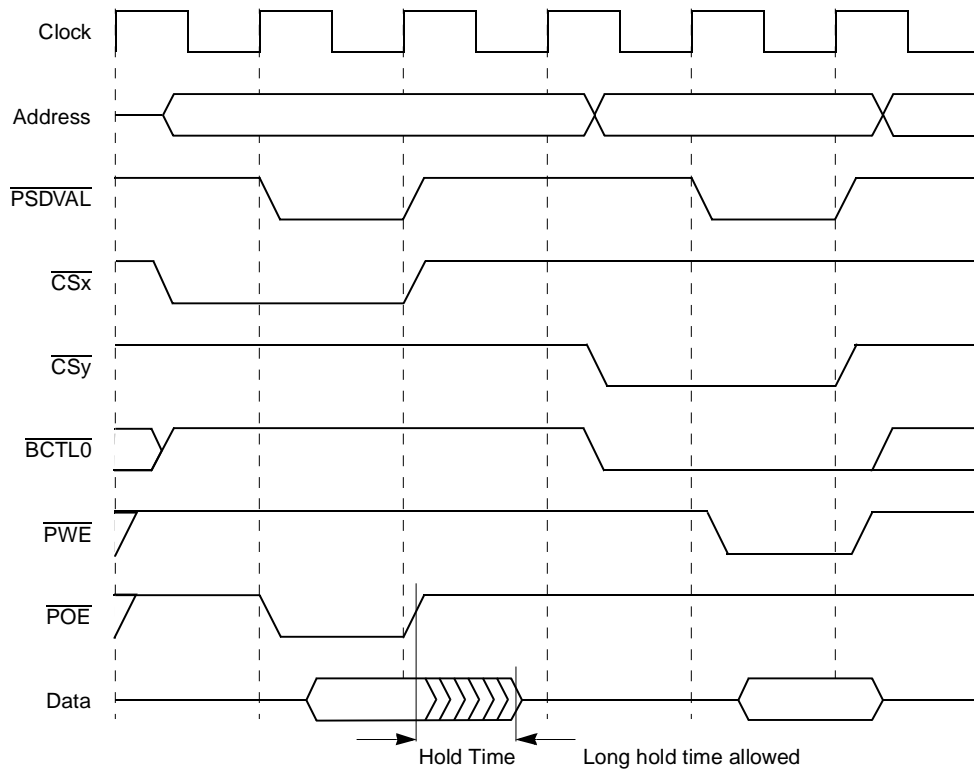 Clock
Address
PSDVAL
CSx
CSy
BCTL0
PWE
POE
Data
Hold Time
Long hold time allowed